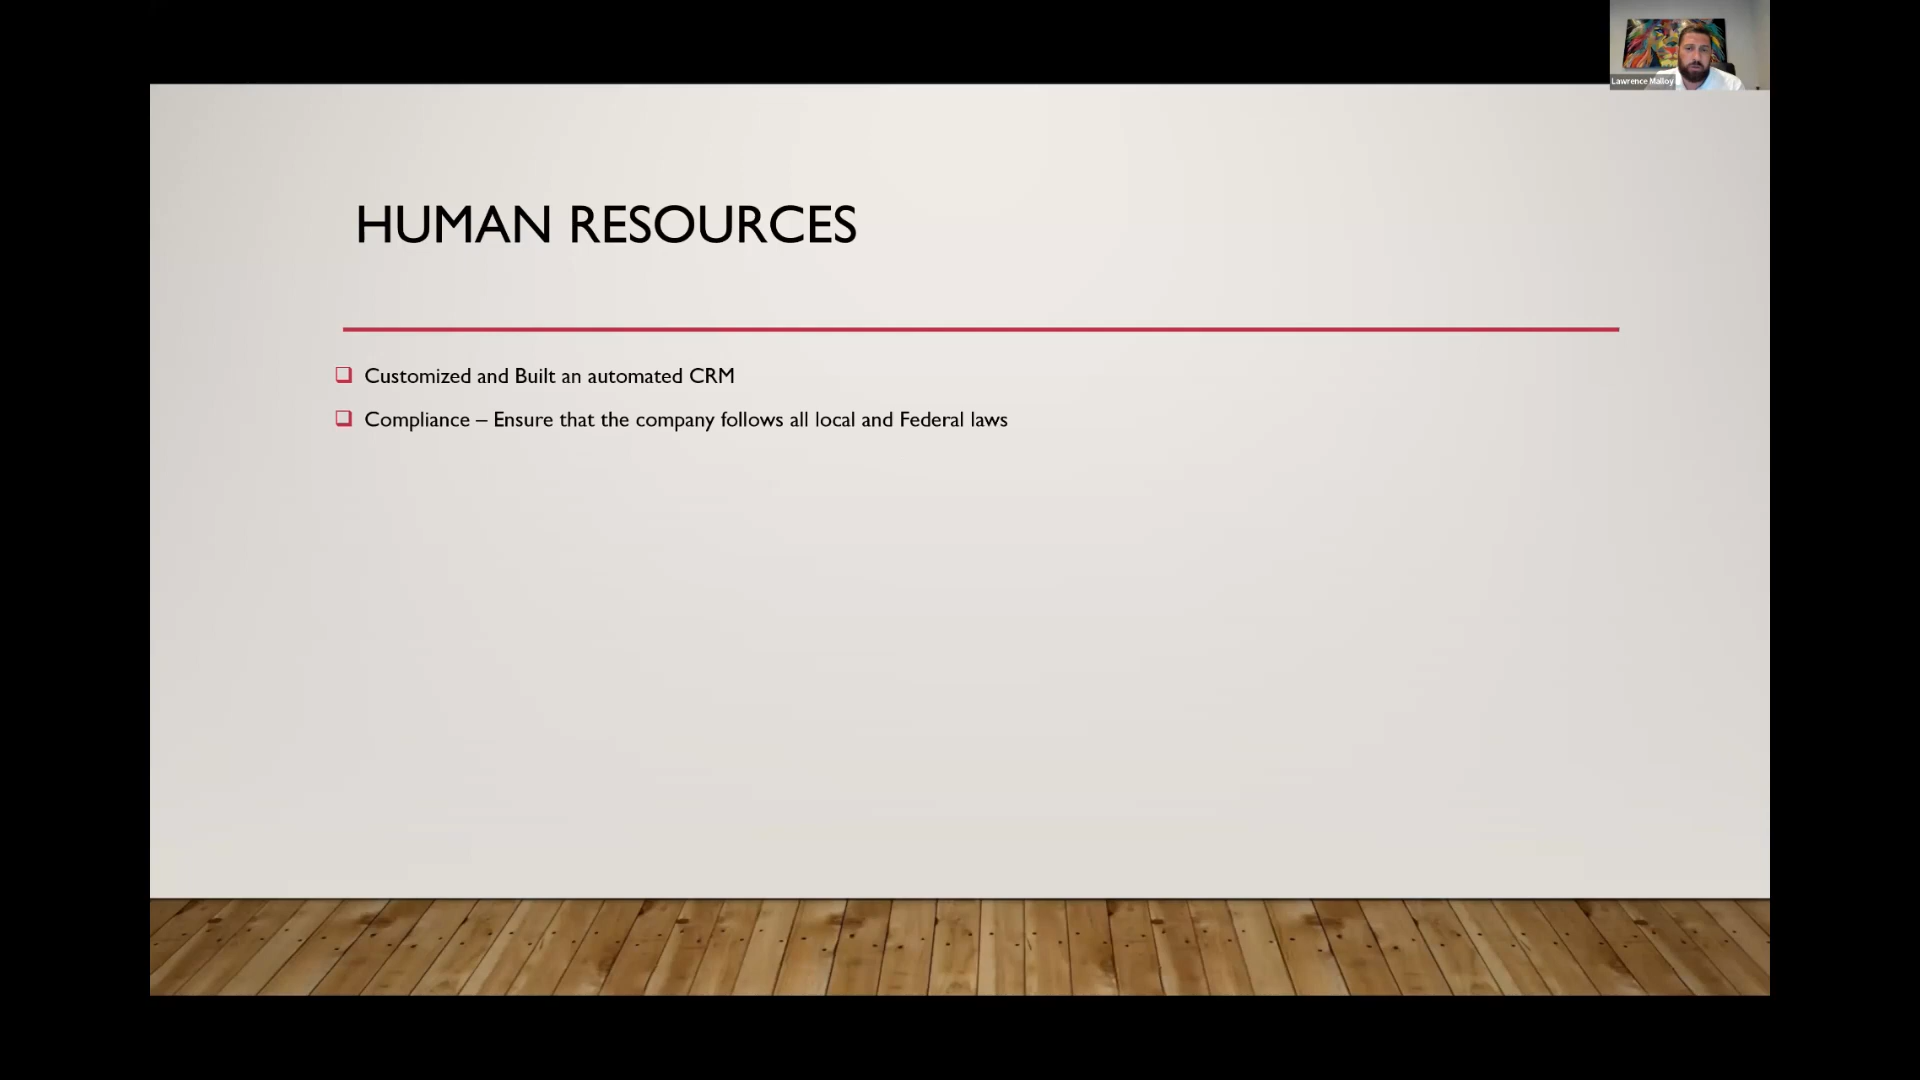 Lawrence Malloy
HUMAN RESOURCES
Customized and Built an automated CRM
Compliance – Ensure that the company follows all local and Federal laws